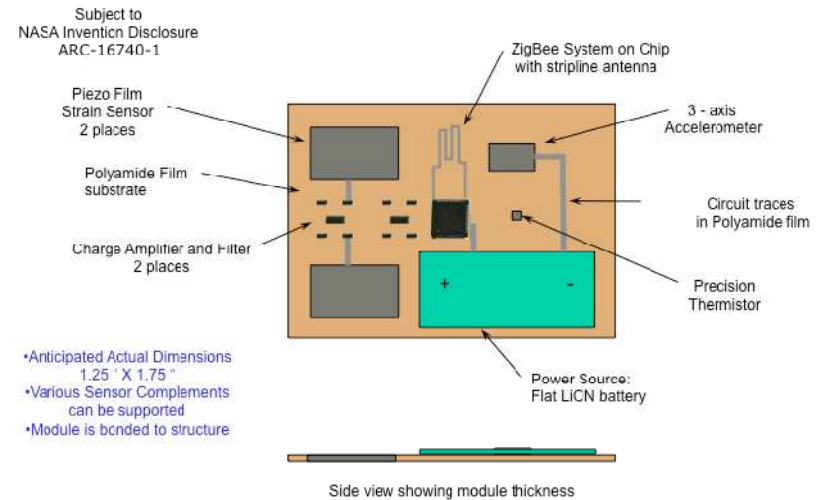 Subject to
NASA Invention Disclosure
ARC-16740-1
ZigBee System on Chip
with stripline antenna
Piezo Film
Strain Sensor
2 places
3 - axis
Accelerometer
Polyamide Film
substrate
Circuit traces
in Polyamide film
Charge Amplifier and Filter
2 places
Precision
Thermistor
+ -
•Anticipated Actual Dimensions
1.25 " X 1.75 "
•Various Sensor Complements
can be supported
•Module is bonded to structure
Power Source:
Flat LiCN battery
Side view showing module thickness